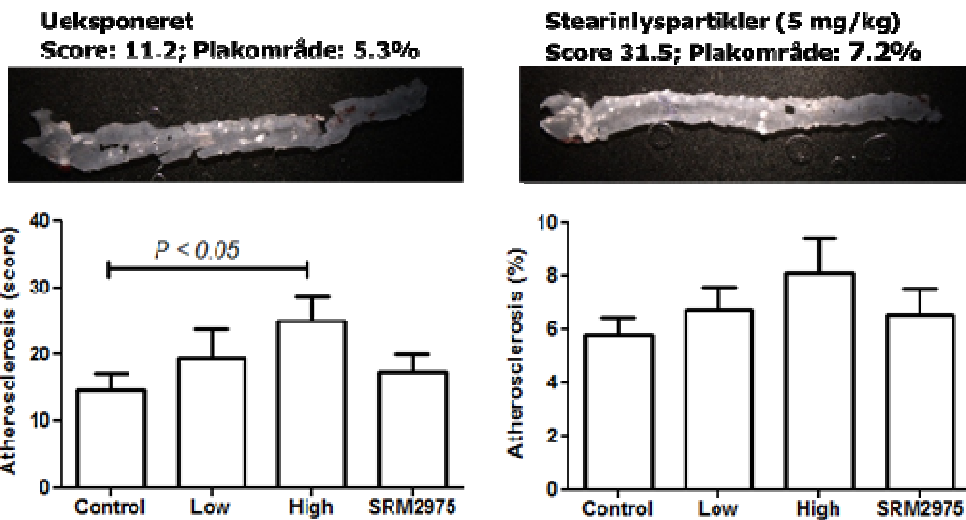 Ueksponeret
Score: 11.2; Plakområde: 5.3%
Stearinlyspartikler (5 mg/kg)
Score 31.5; Plakområde: 7.2%
Atherosclerosis (score)
40
30
20
10
0
P < 0.05
Control Low High SRM2975
Atherosclerosis (%)
10
8
6
4
2
0
Control Low High SRM2975